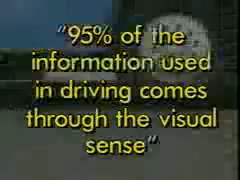 "95% of the
information used
in driving comes
through the visual
sense"